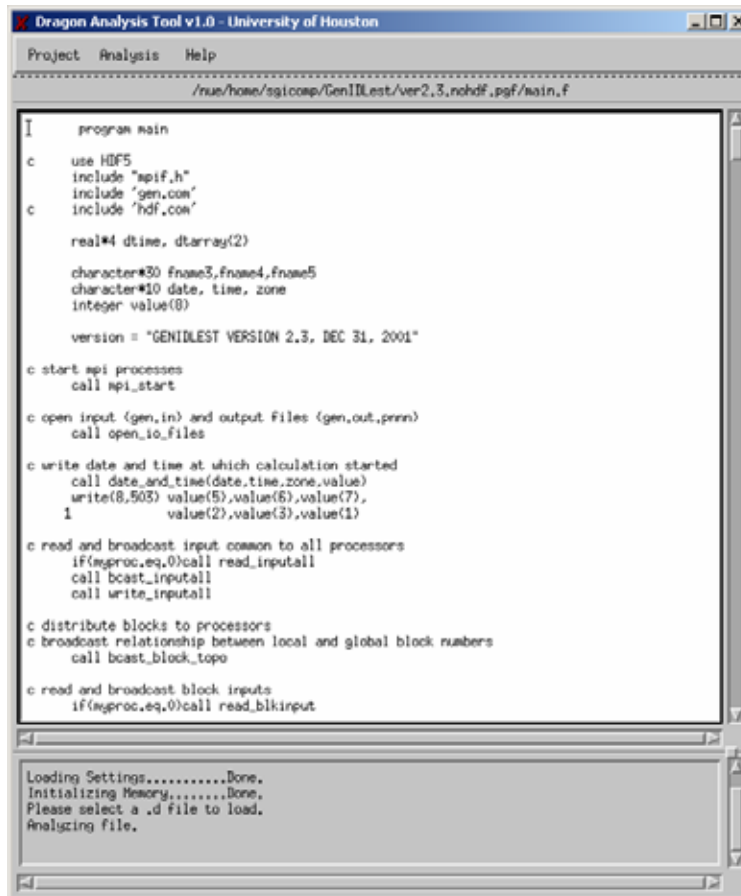 Dragon Analysis Tool v1.0 - University of Houston
Project Analysis Help
/nue/home/sgicomp/GenIDLest/ver2.3.nohdf.pgf/main.f
program main
c use HDF5
include "mpif.h"
include 'gen.com'
c include 'hdf.com'
real*4 dtime, dtarray(2)
character*30 fname3,fname4,fname5
character*10 date, time, zone
integer value(8)
version = "GENIDLEST VERSION 2.3, DEC 31, 2001"
c start mpi processes
call mpi_start
c open input (gen.in) and output files (gen.out.pnnn)
call open_io_files
c write date and time at which calculation started
call date_and_time(date,time,zone,value)
write(8,503) value(5),value(6),value(7),
1 value(2),value(3),value(1)
c read and broadcast input common to all processors
if(myproc.eq.0)call read_inputall
call bcast_inputall
call write_inputall
c distribute blocks to processors
c broadcast relationship between local and global block numbers
call bcast_block_topo
c read and broadcast block inputs
if(myproc.eq.0)call read_blkinput
Loading Settings...........Done.
Initializing Memory........Done.
Please select a .d file to load.
Analyzing file.